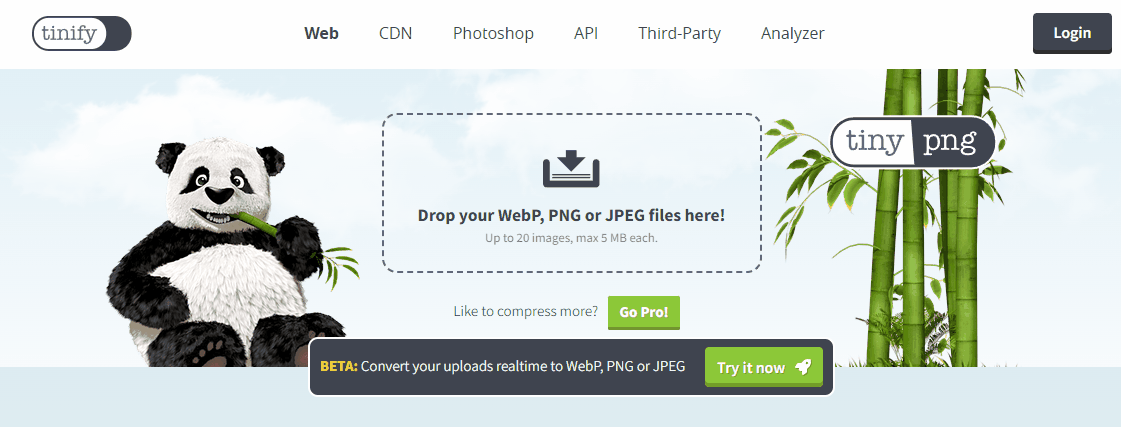 tinify
Web
CDN
Photoshop
API
Third-Party
Analyzer
Login
tiny png
Drop your WebP, PNG or JPEG files here!
Up to 20 images, max 5 MB each.
Like to compress more?
Go Pro!
BETA: Convert your uploads realtime to WebP, PNG or JPEG
Try it now